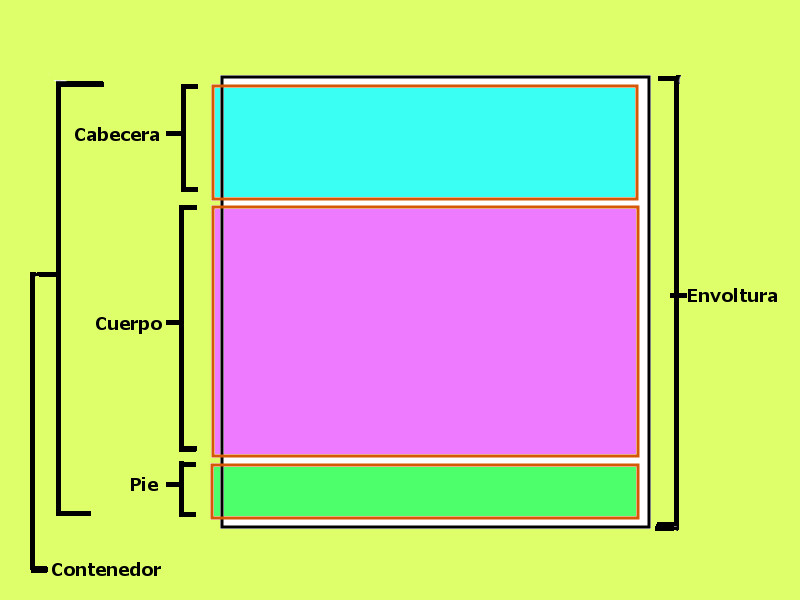 Cabecera
Envoltura
Cuerpo
Pie
Contenedor